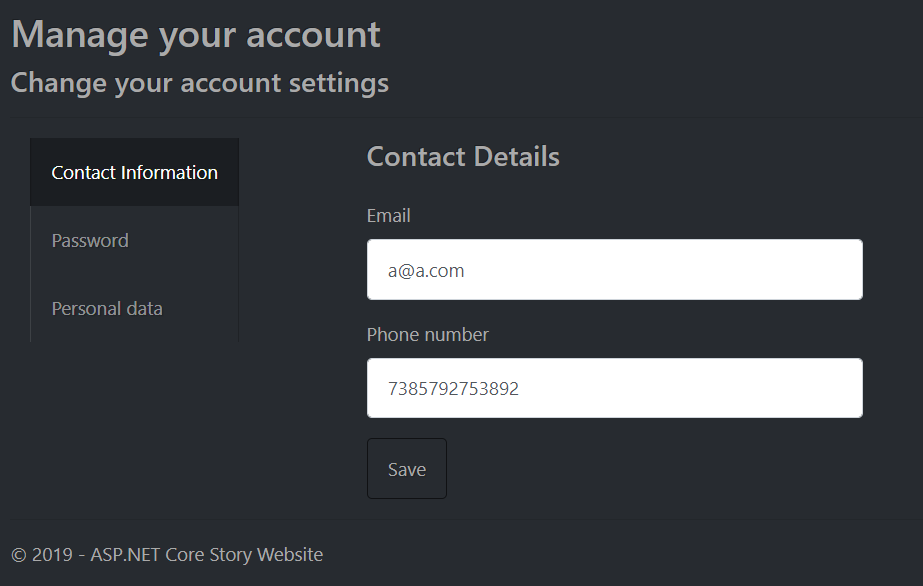 Manage your account
Change your account settings
Contact Information
Password
Personal data
Contact Details
Email
a@a.com
Phone number
7385792753892
Save
© 2019 - ASP.NET Core Story Website